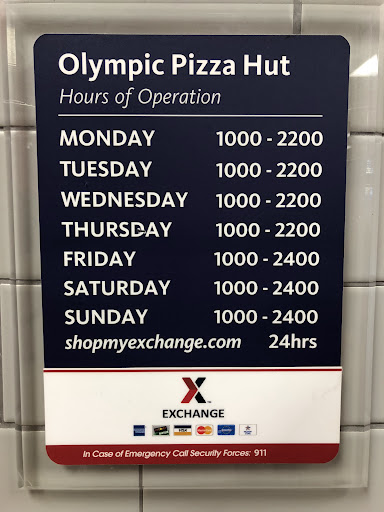 Olympic Pizza Hut
Hours of Operation
MONDAY 1000 - 2200
TUESDAY 1000 - 2200
WEDNESDAY 1000 - 2200
THURSDAY 1000 - 2200
FRIDAY 1000 - 2400
SATURDAY 1000 - 2400
SUNDAY 1000 - 2400
shopmyexchange.com 24hrs
X
EXCHANGE
In Case of Emergency Call Security Forces: 911